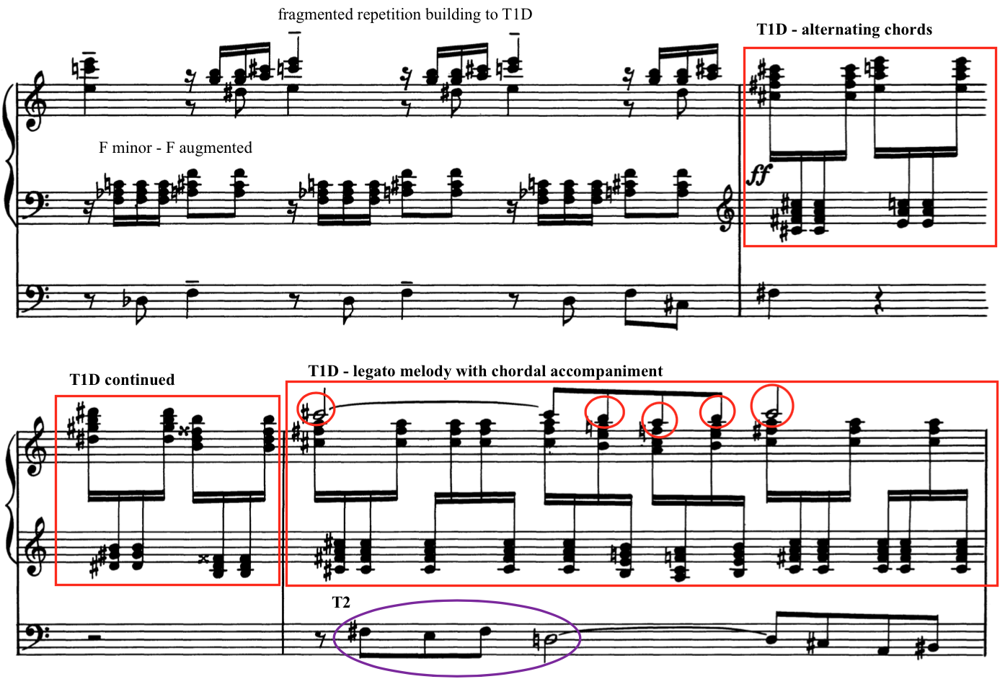 fragmented repetition building to T1D
T1D - alternating chords
F minor - F augmented
ff
T1D continued
T1D - legato melody with chordal accompaniment
T2